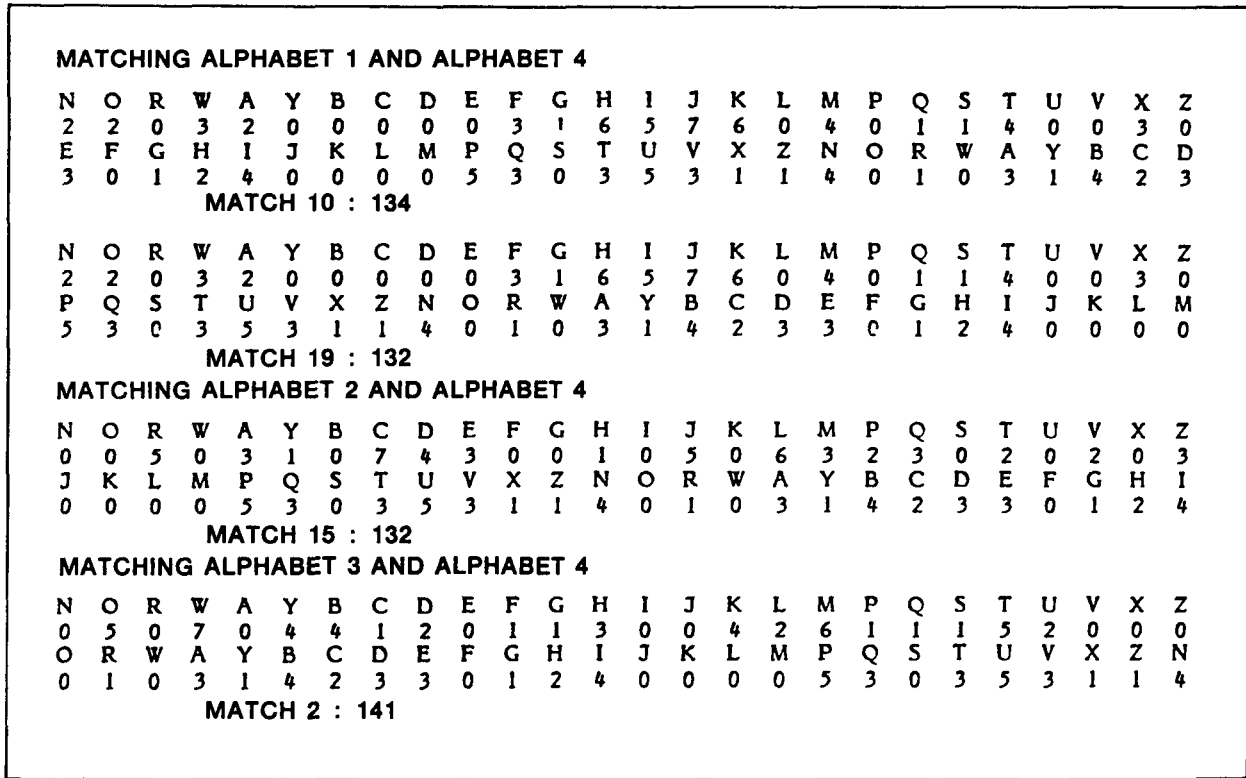 MATCHING ALPHABET 1 AND ALPHABET 4
N O R W A Y B C D E F G H I J K L M P Q S T U V X Z
2 2 0 3 2 0 0 0 0 0 3 1 6 5 7 6 0 4 0 1 1 4 0 0 3 0
E F G H I J K L M P Q S T U V X Z N O R W A Y B C D
3 0 1 2 4 0 0 0 0 5 3 0 3 5 3 1 1 4 0 1 0 3 1 4 2 3
MATCH 10 : 134
N O R W A Y B C D E F G H I J K L M P Q S T U V X Z
2 2 0 3 2 0 0 0 0 0 3 1 6 5 7 6 0 4 0 1 1 4 0 0 3 0
P Q S T U V X Z N O R W A Y B C D E F G H I J K L M
5 3 0 3 5 3 1 1 4 0 1 0 3 1 4 2 3 3 0 1 2 4 0 0 0 0
MATCH 19 : 132
MATCHING ALPHABET 2 AND ALPHABET 4
N O R W A Y B C D E F G H I J K L M P Q S T U V X Z
0 0 5 0 3 1 0 7 4 3 0 0 1 0 5 0 6 3 2 3 0 2 0 2 0 3
J K L M P Q S T U V X Z N O R W A Y B C D E F G H I
0 0 0 0 5 3 0 3 5 3 1 1 4 0 1 0 3 1 4 2 3 3 0 1 2 4
MATCH 15 : 132
MATCHING ALPHABET 3 AND ALPHABET 4
N O R W A Y B C D E F G H I J K L M P Q S T U V X Z
0 5 0 7 0 4 4 1 2 0 1 1 3 0 0 4 2 6 1 1 1 5 2 0 0 0
O R W A Y B C D E F G H I J K L M P Q S T U V X Z N
0 1 0 3 1 4 2 3 3 0 1 2 4 0 0 0 0 5 3 0 3 5 3 1 1 4
MATCH 2 : 141